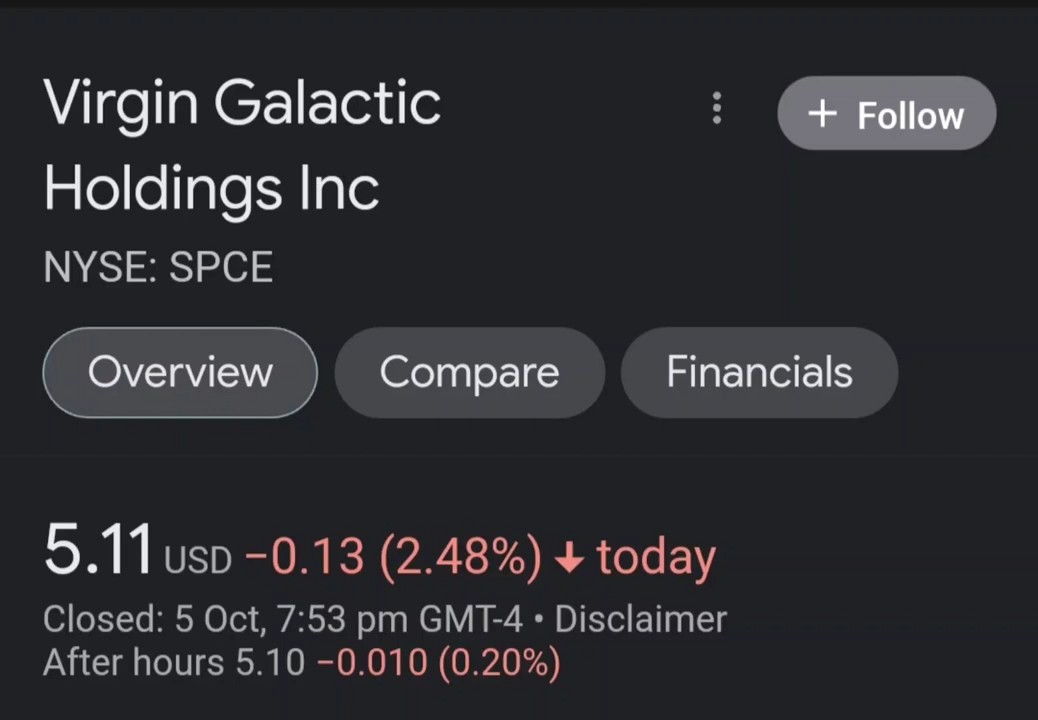 Virgin Galactic
Holdings Inc
+ Follow
NYSE: SPCE
Overview Compare Financials
5.11 USD −0.13 (2.48%) ↓ today
Closed: 5 Oct, 7:53 pm GMT-4 • Disclaimer
After hours 5.10 −0.010 (0.20%)